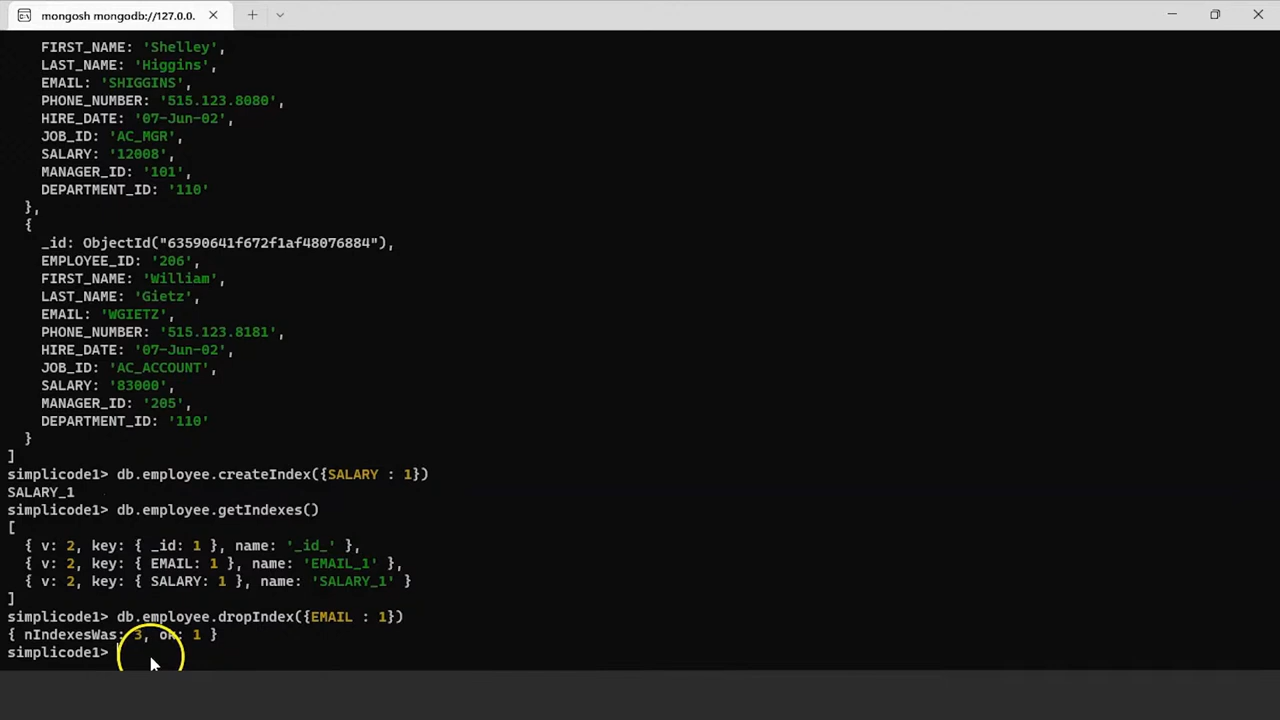 mongosh mongodb://127.0.0.
FIRST_NAME: 'Shelley',
LAST_NAME: 'Higgins',
EMAIL: 'SHIGGINS',
PHONE_NUMBER: '515.123.8080',
HIRE_DATE: '07-Jun-02',
JOB_ID: 'AC_MGR',
SALARY: '12008',
MANAGER_ID: '101',
DEPARTMENT_ID: '110'
},
{
_id: ObjectId("63590641f672f1af48076884"),
EMPLOYEE_ID: '206',
FIRST_NAME: 'William',
LAST_NAME: 'Gietz',
EMAIL: 'WGIETZ',
PHONE_NUMBER: '515.123.8181',
HIRE_DATE: '07-Jun-02',
JOB_ID: 'AC_ACCOUNT',
SALARY: '83000',
MANAGER_ID: '205',
DEPARTMENT_ID: '110'
}
]
simplicode1> db.employee.createIndex({SALARY : 1})
SALARY_1
simplicode1> db.employee.getIndexes()
[
{ v: 2, key: { _id: 1 }, name: '_id_' },
{ v: 2, key: { EMAIL: 1 }, name: 'EMAIL_1' },
{ v: 2, key: { SALARY: 1 }, name: 'SALARY_1' }
]
simplicode1> db.employee.dropIndex({EMAIL : 1})
{ nIndexesWas: 3, ok: 1 }
simplicode1>